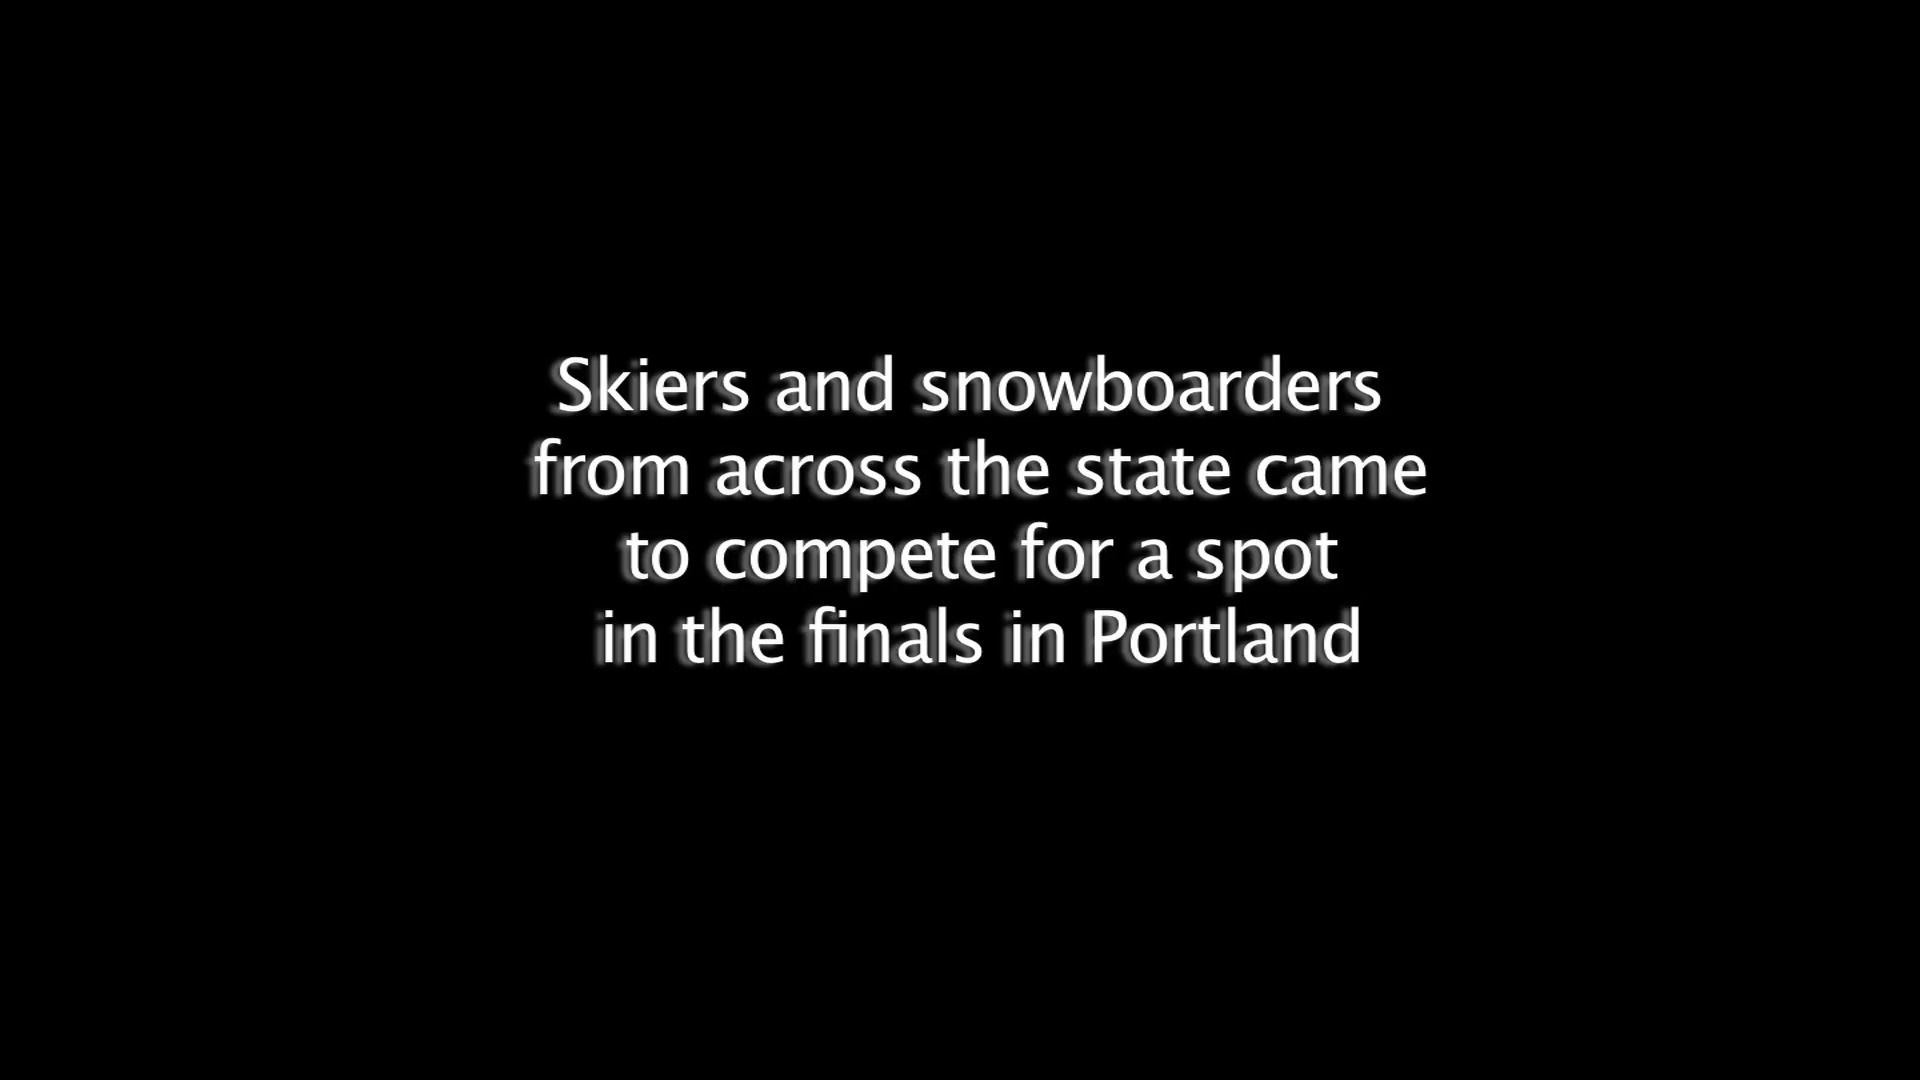 Skiers and snowboarders
from across the state came
to compete for a spot
in the finals in Portland